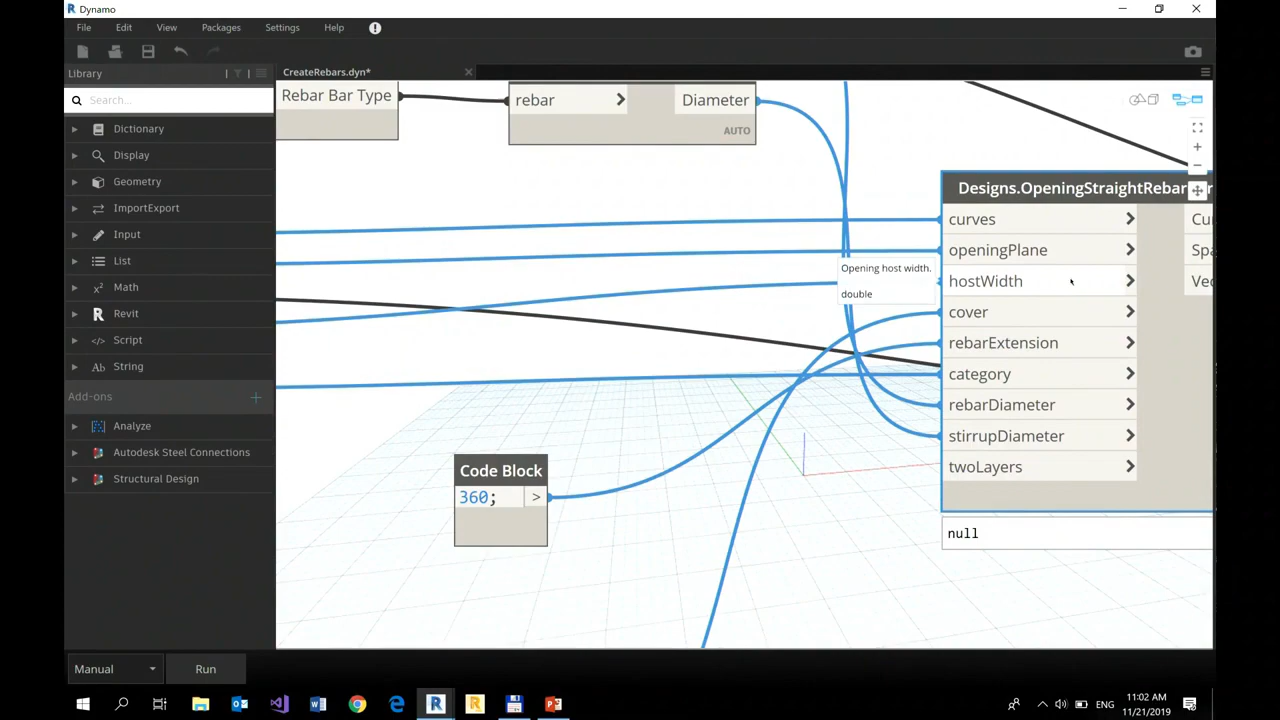 Dynamo
File Edit View Packages Settings Help
Library
CreateRebars.dyn*
Search...
Dictionary
Display
Geometry
ImportExport
Input
List
Math
Revit
Script
String
Add-ons
Analyze
Autodesk Steel Connections
Structural Design
Rebar Bar Type
rebar > Diameter
AUTO
Designs.OpeningStraightRebar
curves > Cu
openingPlane > Spa
hostWidth > Vec
cover >
rebarExtension >
category >
rebarDiameter >
stirrupDiameter >
twoLayers >
null
Opening host width.
double
Code Block
360; >
Manual Run
ENG
11:02 AM
11/21/2019